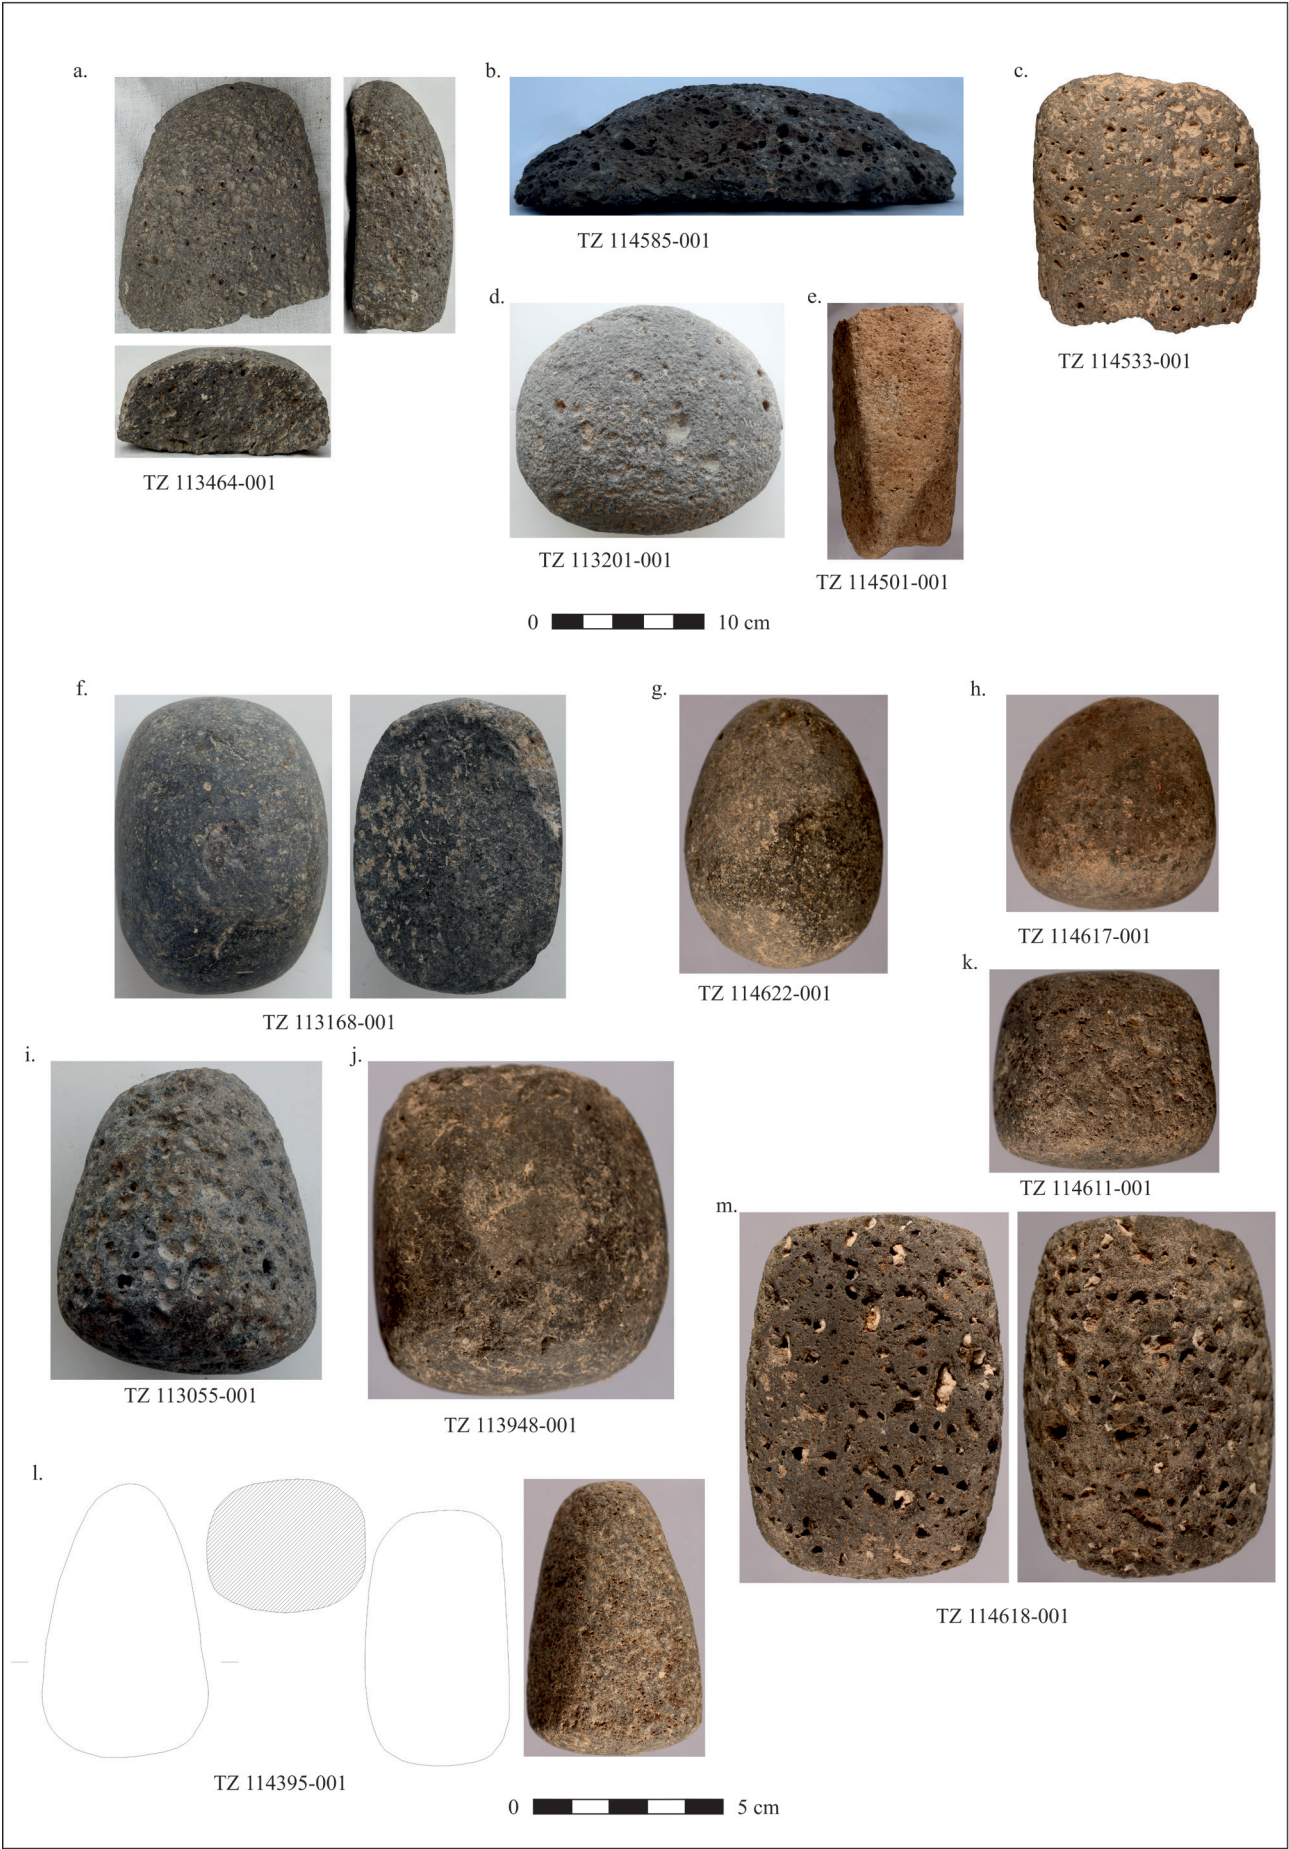 a.
b.
c.
TZ 114585-001
d.
e.
TZ 114533-001
TZ 113464-001
TZ 113201-001
TZ 114501-001
0 10 cm
f.
g.
h.
TZ 114617-001
k.
TZ 114622-001
TZ 113168-001
i.
j.
TZ 114611-001
m.
TZ 113055-001
TZ 113948-001
l.
TZ 114618-001
TZ 114395-001
0 5 cm